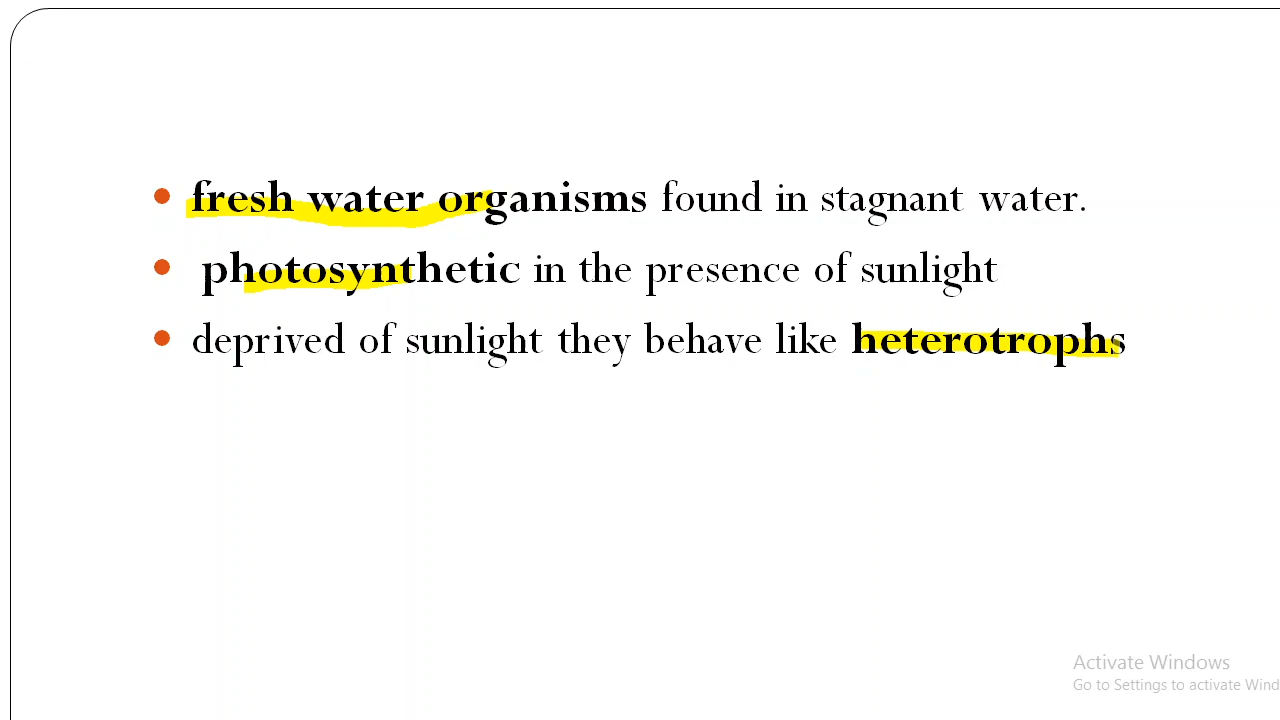 fresh water organisms found in stagnant water.
photosynthetic in the presence of sunlight
deprived of sunlight they behave like heterotrophs
Activate Windows
Go to Settings to activate Wind